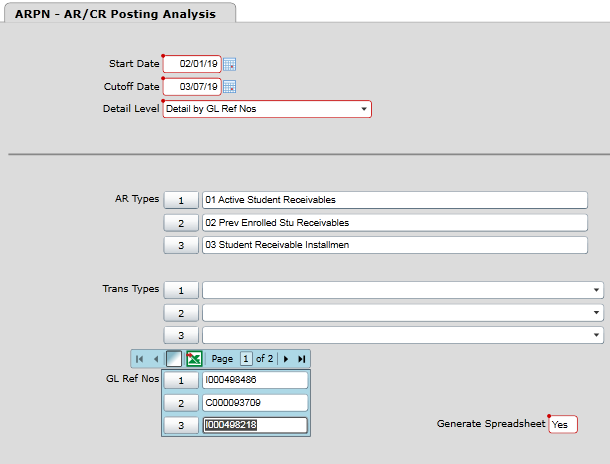 ARPN - AR/CR Posting Analysis
Start Date 02/01/19
Cutoff Date 03/07/19
Detail Level Detail by GL Ref Nos
AR Types 1 01 Active Student Receivables
2 02 Prev Enrolled Stu Receivables
3 03 Student Receivable Installmen
Trans Types 1
2
3
Page 1 of 2
GL Ref Nos 1 I000498486
2 C000093709
3 I000498218
Generate Spreadsheet Yes